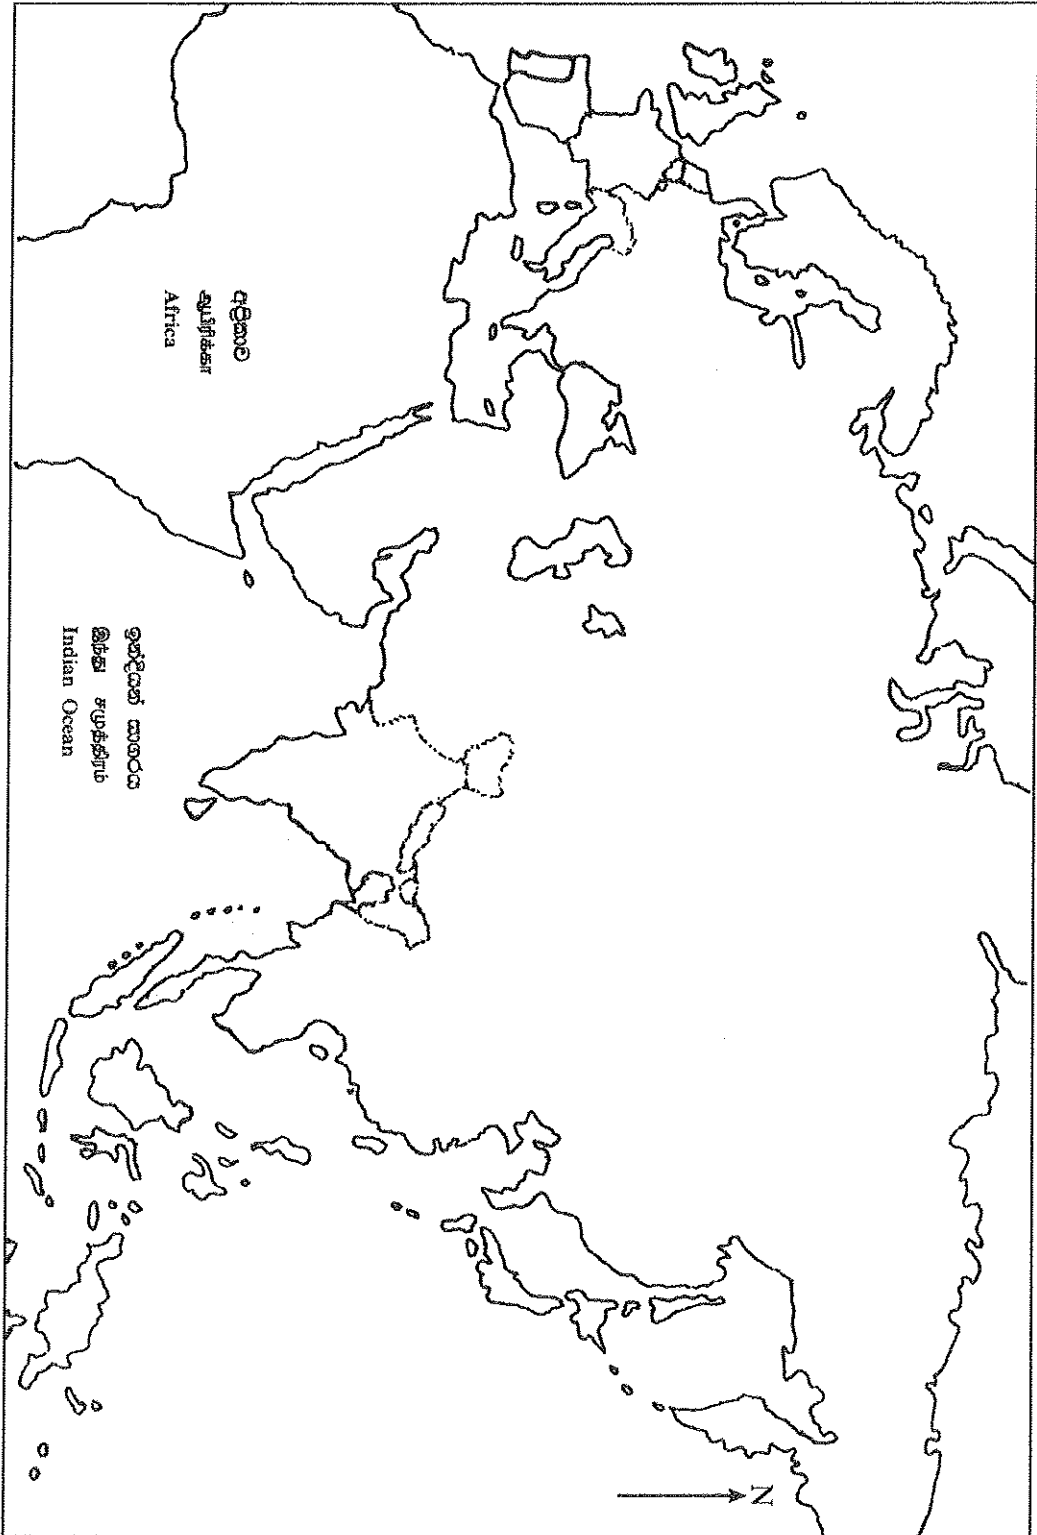 අප්‍රිකාව
ஆபிரிக்கா
Africa
ඉන්දියන් සාගරය
இந்து சமுத்திரம்
Indian Ocean
N